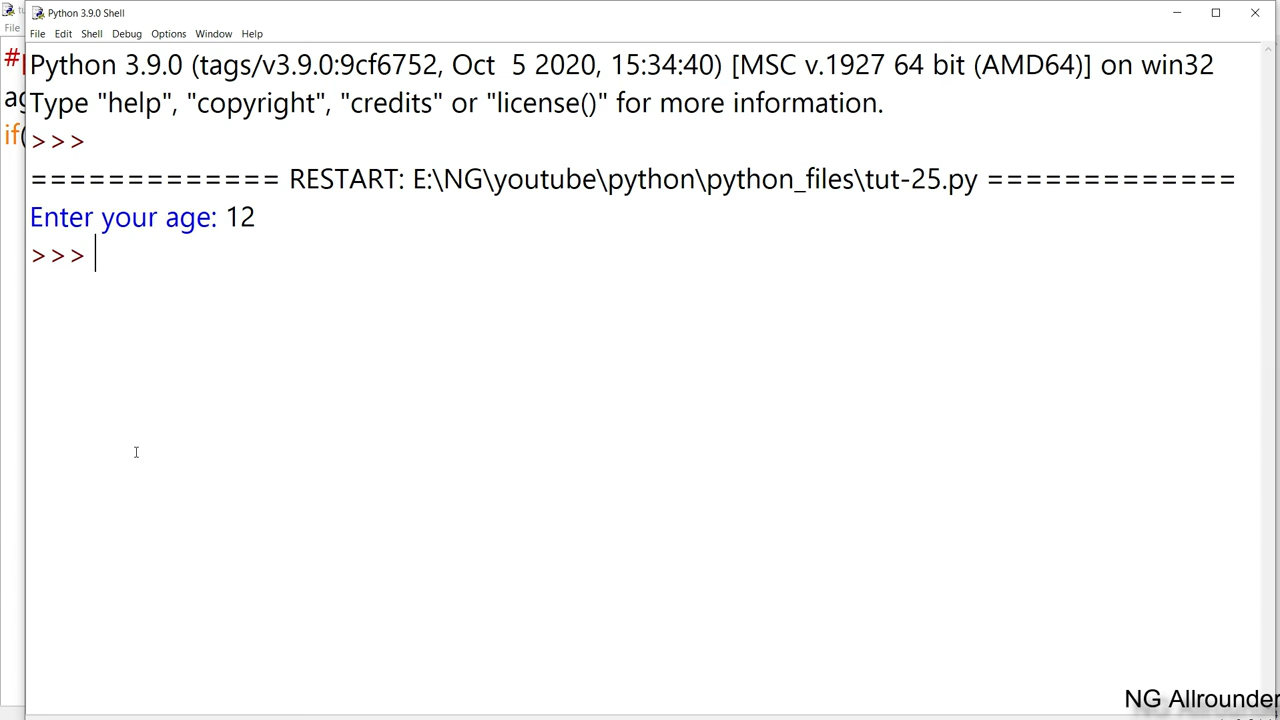 Python 3.9.0 Shell
File Edit Shell Debug Options Window Help
File
Python 3.9.0 (tags/v3.9.0:9cf6752, Oct  5 2020, 15:34:40) [MSC v.1927 64 bit (AMD64)] on win32
Type "help", "copyright", "credits" or "license()" for more information.
>>>
============= RESTART: E:\NG\youtube\python\python_files\tut-25.py =============
Enter your age: 12
>>>
if(
NG Allrounder